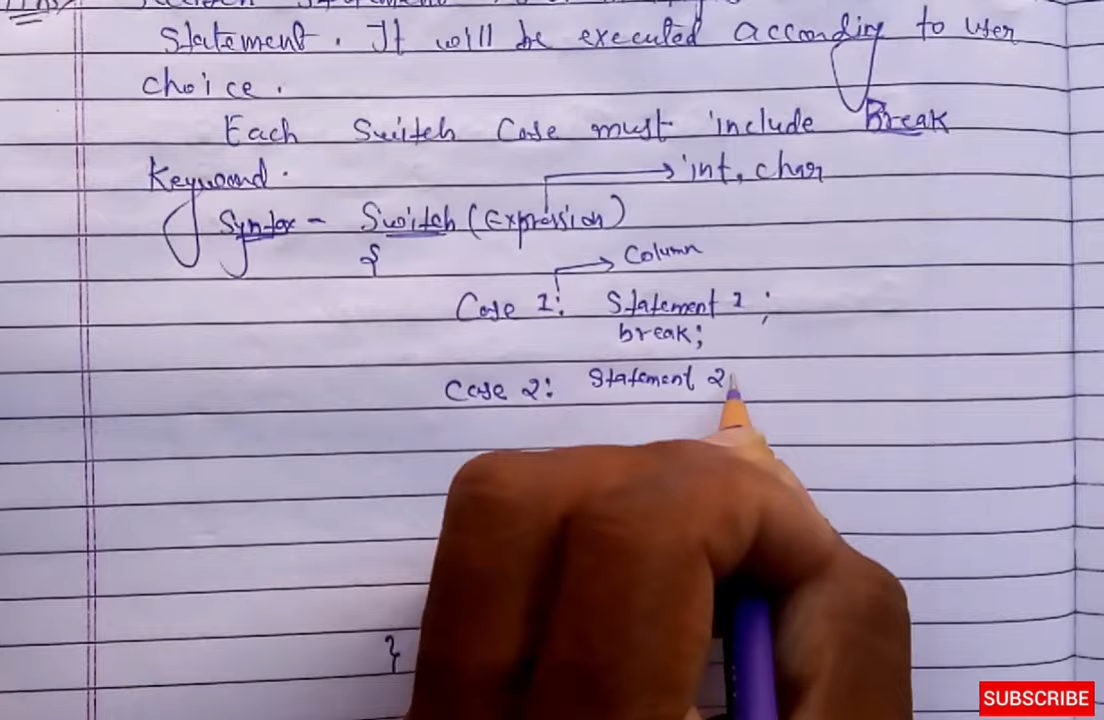 Statement. It will be executed according to user
choice.
Each Switch Case must include Break
Keyword.
int, char
Syntax - Switch (Expression)
{
Column
Case 1: Statement 1;
break;
Case 2: Statement 2
}
SUBSCRIBE